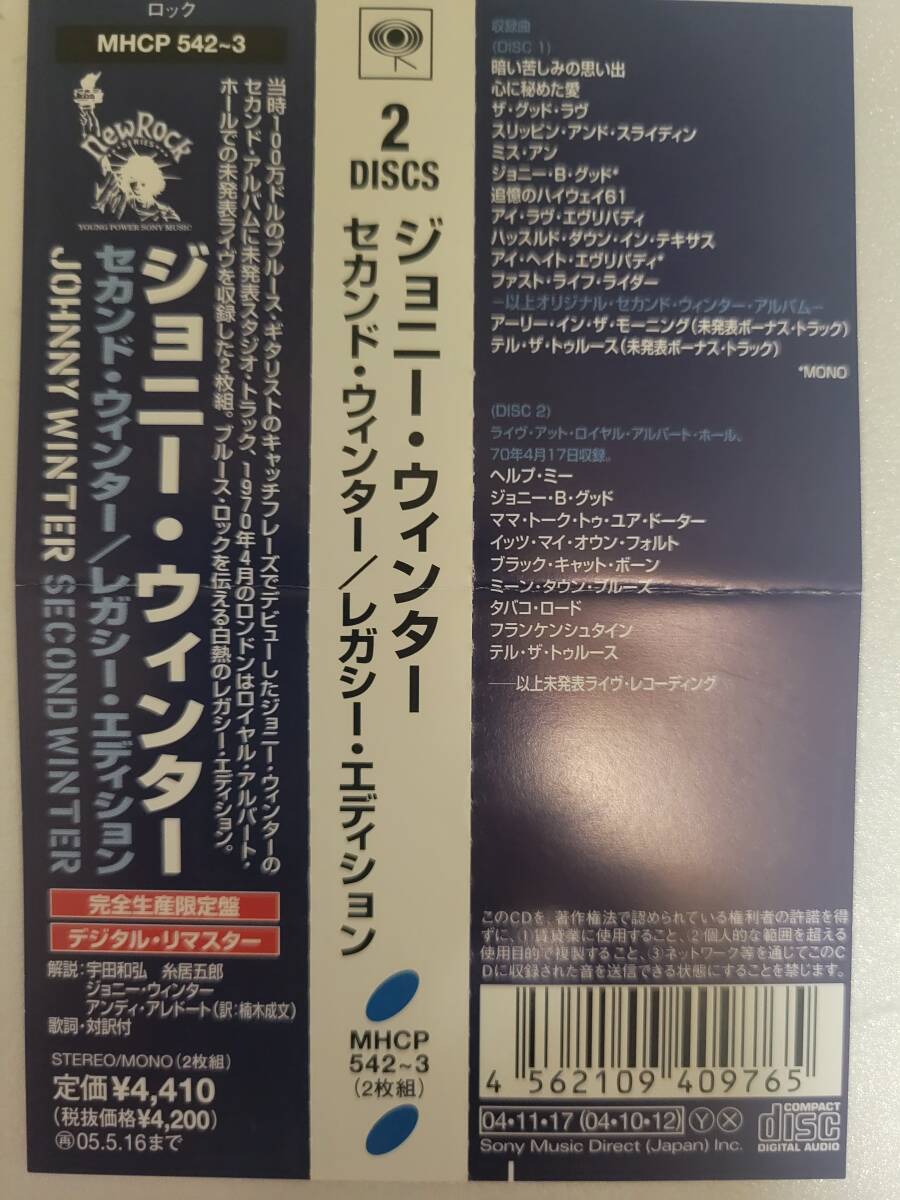 ロック
MHCP 542~3
NewRock
SERIES
YOUNG POWER SONY MUSIC
当時100万ドルのブルース・ギタリストのキャッチフレーズでデビューしたジョニー・ウィンターの
セカンド・アルバムに未発表スタジオ・トラック、1970年4月のロンドンはロイヤル・アルバート・
ホールでの未発表ライヴを収録した2枚組。ブルース・ロックを伝える白熱のレガシー・エディション。
ジョニー・ウィンター
セカンド・ウィンター/レガシー・エディション
JOHNNY WINTER SECOND WINTER
完全生産限定盤
デジタル・リマスター
解説:宇田和弘 糸居五郎
ジョニー・ウィンター
アンディ・アレドート(訳:楠木成文)
歌詞・対訳付
STEREO/MONO(2枚組)
定価¥4,410
(税抜価格¥4,200)
再05.5.16まで
2
DISCS
ジョニー・ウィンター
セカンド・ウィンター/レガシー・エディション
MHCP
542~3
(2枚組)
収録曲
(DISC 1)
暗い苦しみの思い出
心に秘めた愛
ザ・グッド・ラヴ
スリッピン・アンド・スライディン
ミス・アン
ジョニー・B・グッド*
追憶のハイウェイ61
アイ・ラヴ・エヴリバディ
ハッスルド・ダウン・イン・テキサス
アイ・ヘイト・エヴリバディ*
ファスト・ライフ・ライダー
—以上オリジナル・セカンド・ウィンター・アルバム—
アーリー・イン・ザ・モーニング(未発表ボーナス・トラック)
テル・ザ・トゥルース(未発表ボーナス・トラック)
*MONO
(DISC 2)
ライヴ・アット・ロイヤル・アルバート・ホール、
70年4月17日収録。
ヘルプ・ミー
ジョニー・B・グッド
ママ・トーク・トゥ・ユア・ドーター
イッツ・マイ・オウン・フォルト
ブラック・キャット・ボーン
ミーン・タウン・ブルーズ
タバコ・ロード
フランケンシュタイン
テル・ザ・トゥルース
——以上未発表ライヴ・レコーディング
このCDを、著作権法で認められている権利者の許諾を得
ずに、①賃貸業に使用すること、②個人的な範囲を超える
使用目的で複製すること、③ネットワーク等を通じてこのC
Dに収録された音を送信できる状態にすることを禁じます。
4 562109 409765
04•11•17(04•10•12)ⓎⓍ
Sony Music Direct (Japan) Inc.
COMPACT
disc
DIGITAL AUDIO